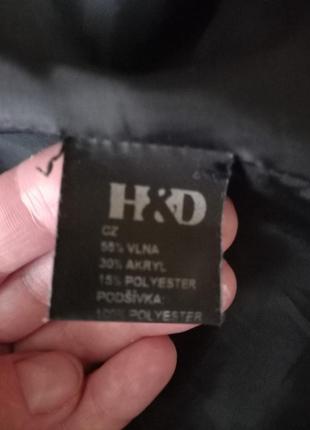 H&D
CZ
55% VLNA
30% AKRYL
15% POLYESTER
PODŠÍVKA:
100% POLYESTER